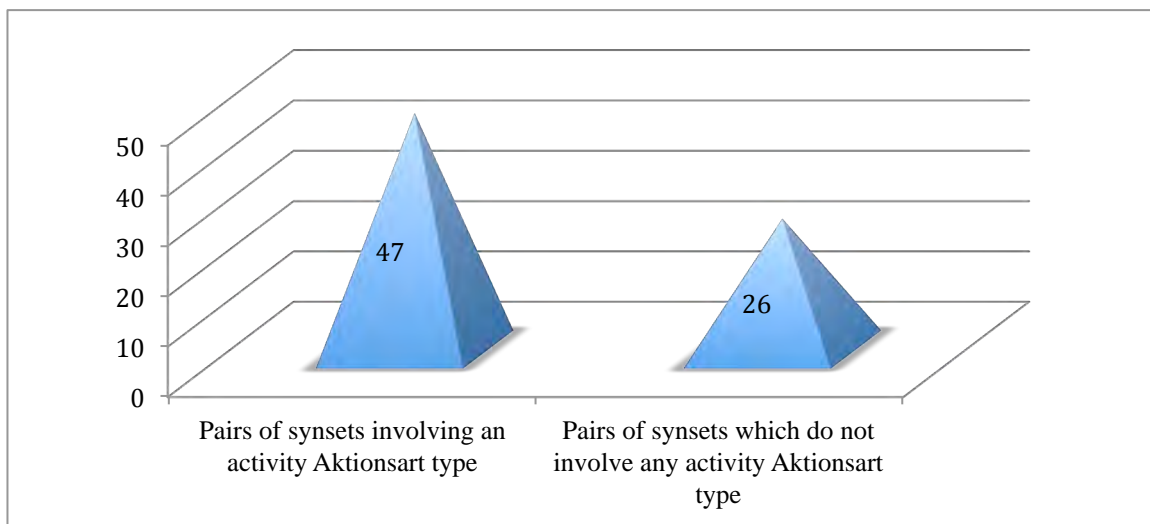 50
40
30
20
10
0
47
26
Pairs of synsets involving an
activity Aktionsart type
Pairs of synsets which do not
involve any activity Aktionsart
type